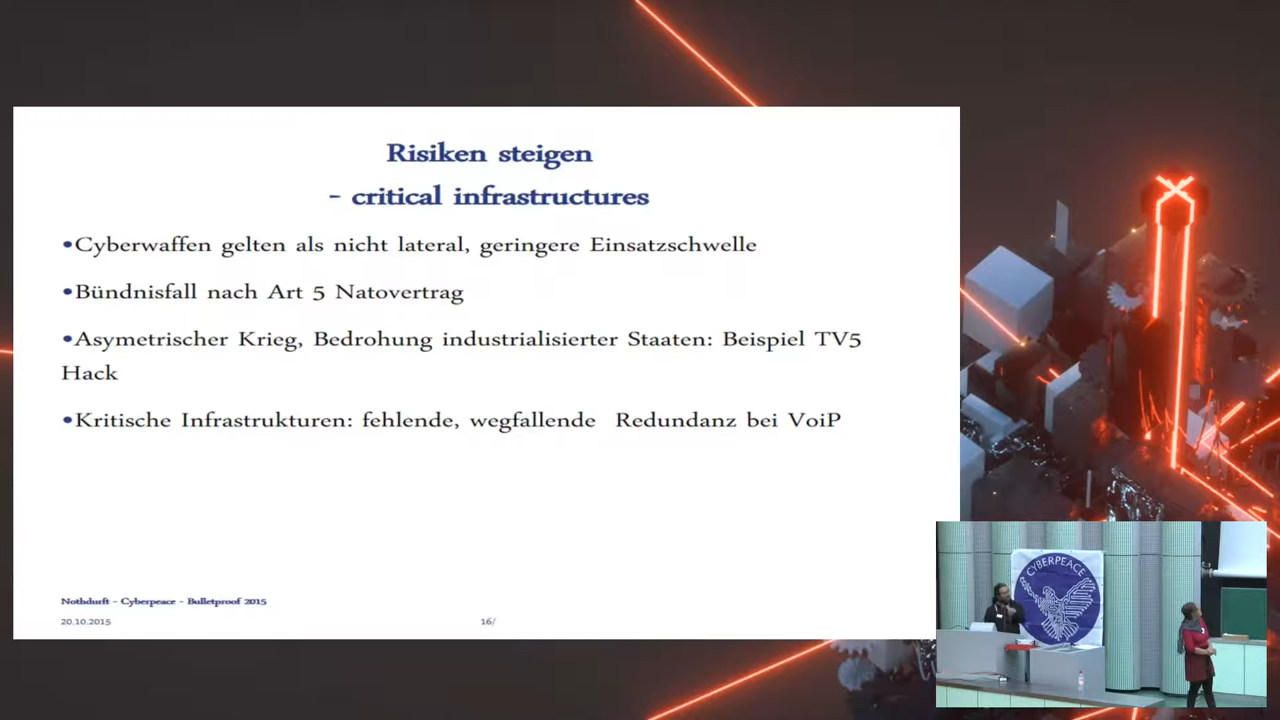 Risiken steigen
- critical infrastructures
•Cyberwaffen gelten als nicht lateral, geringere Einsatzschwelle
•Bündnisfall nach Art 5 Natovertrag
•Asymetrischer Krieg, Bedrohung industrialisierter Staaten: Beispiel TV5
Hack
•Kritische Infrastrukturen: fehlende, wegfallende Redundanz bei VoiP
Nothdurft - Cyberpeace - Bulletproof 2015
20.10.2015
16/
CYBERPEACE